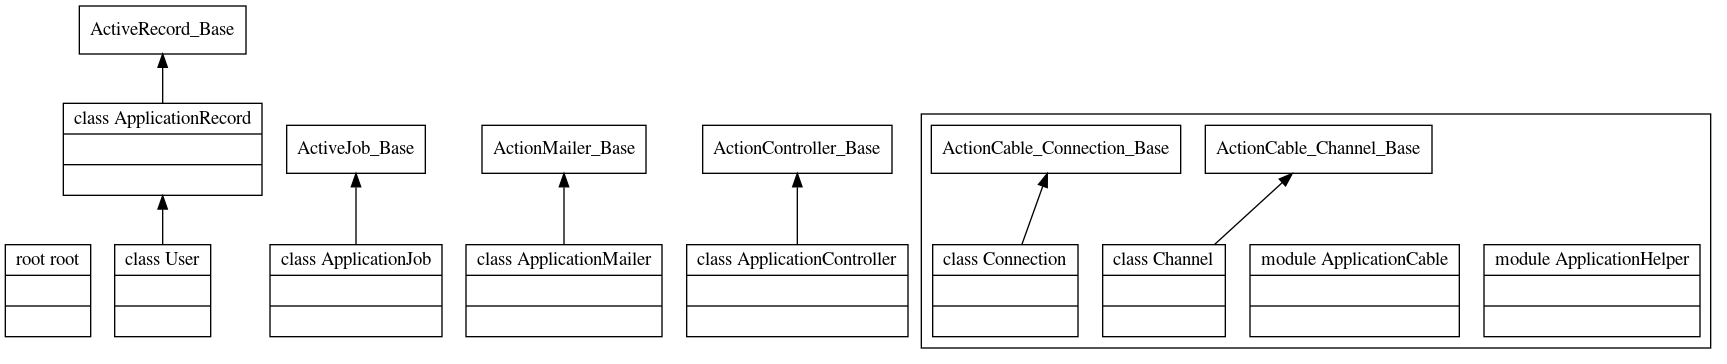 ActiveRecord_Base
class ApplicationRecord
ActiveJob_Base
ActionMailer_Base
ActionController_Base
ActionCable_Connection_Base
ActionCable_Channel_Base
root root
class User
class ApplicationJob
class ApplicationMailer
class ApplicationController
class Connection
class Channel
module ApplicationCable
module ApplicationHelper